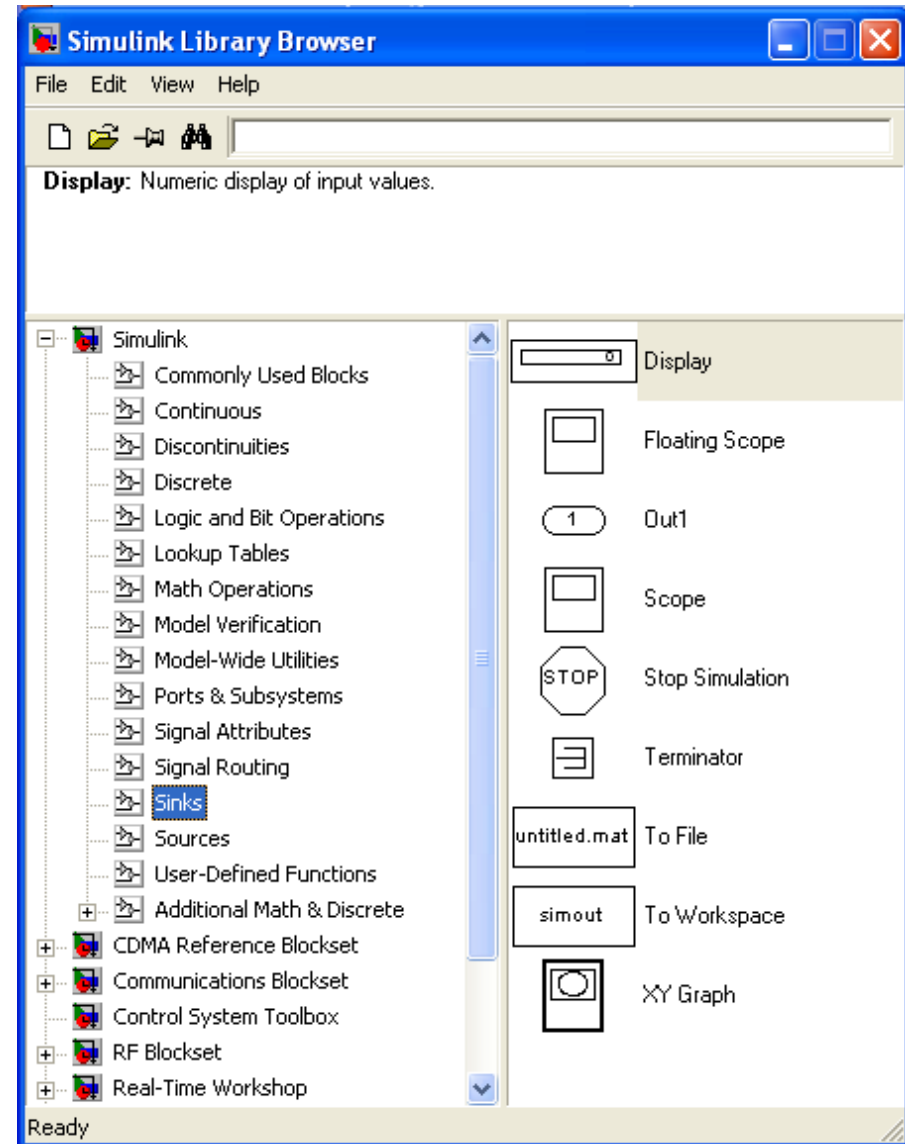 Simulink Library Browser
File Edit View Help
Display: Numeric display of input values.
Simulink
Commonly Used Blocks
Continuous
Discontinuities
Discrete
Logic and Bit Operations
Lookup Tables
Math Operations
Model Verification
Model-Wide Utilities
Ports & Subsystems
Signal Attributes
Signal Routing
Sinks
Sources
User-Defined Functions
Additional Math & Discrete
CDMA Reference Blockset
Communications Blockset
Control System Toolbox
RF Blockset
Real-Time Workshop
0 Display
Floating Scope
1 Out1
Scope
STOP Stop Simulation
Terminator
untitled.mat To File
simout To Workspace
XY Graph
Ready